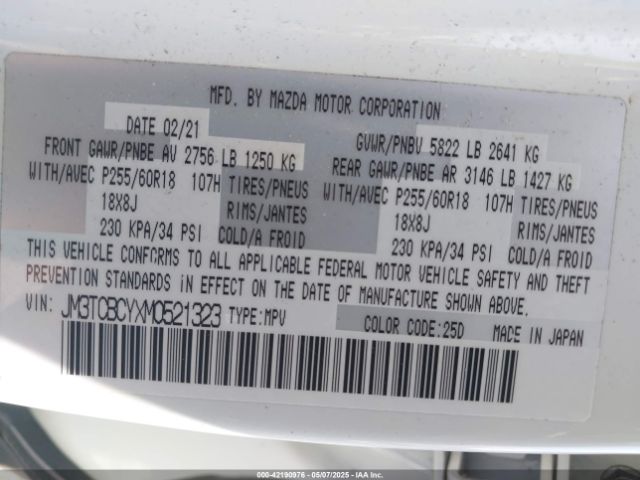 MFD. BY MAZDA MOTOR CORPORATION
DATE 02/21 GVWR/PNBV 5822 LB 2641 KG
FRONT GAWR/PNBE AV 2756 LB 1250 KG REAR GAWR/PNBE AR 3146 LB 1427 KG
WITH/AVEC P255/60R18 107H TIRES/PNEUS WITH/AVEC P255/60R18 107H TIRES/PNEUS
18X8J RIMS/JANTES 18X8J RIMS/JANTES
230 KPA/34 PSI COLD/A FROID 230 KPA/34 PSI COLD/A FROID
THIS VEHICLE CONFORMS TO ALL APPLICABLE FEDERAL MOTOR VEHICLE SAFETY AND THEFT
PREVENTION STANDARDS IN EFFECT ON THE DATE OF MANUFACTURE SHOWN ABOVE.
VIN: JM3TCBCYXM0521323 TYPE:MPV COLOR CODE:25D MADE IN JAPAN
000-42190976 - 05/07/2025 - IAAI.COM